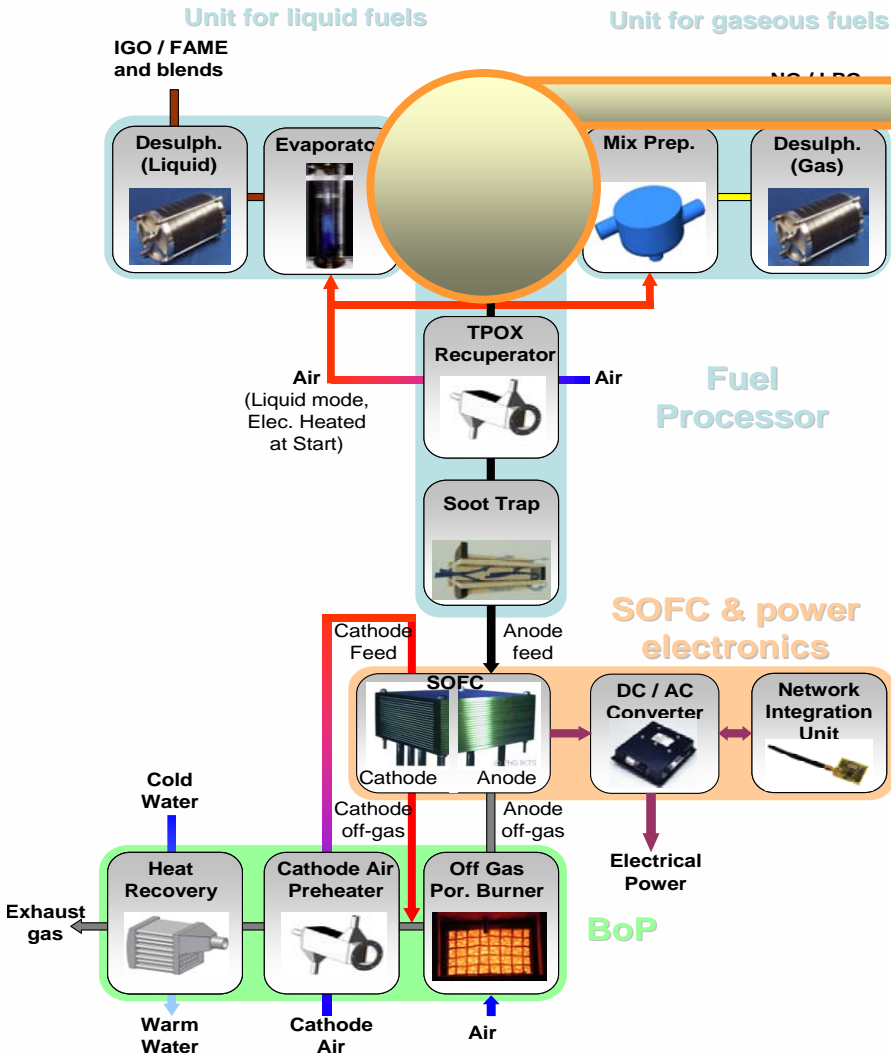 Unit for liquid fuels
Unit for gaseous fuels
IGO / FAME
and blends
Desulph.
(Liquid)
Mix Prep.
Desulph.
(Gas)
TPOX
Recuperator
Air
(Liquid mode,
Elec. Heated
at Start)
Air
Fuel
Processor
Soot Trap
SOFC & power
electronics
Cathode
Feed
Anode
feed
SOFC
Cathode
Anode
DC / AC
Converter
Network
Integration
Unit
Cold
Water
Cathode
off-gas
Anode
off-gas
Electrical
Power
Heat
Recovery
Cathode Air
Preheater
Off Gas
Por. Burner
Exhaust
gas
BoP
Warm
Water
Cathode
Air
Air